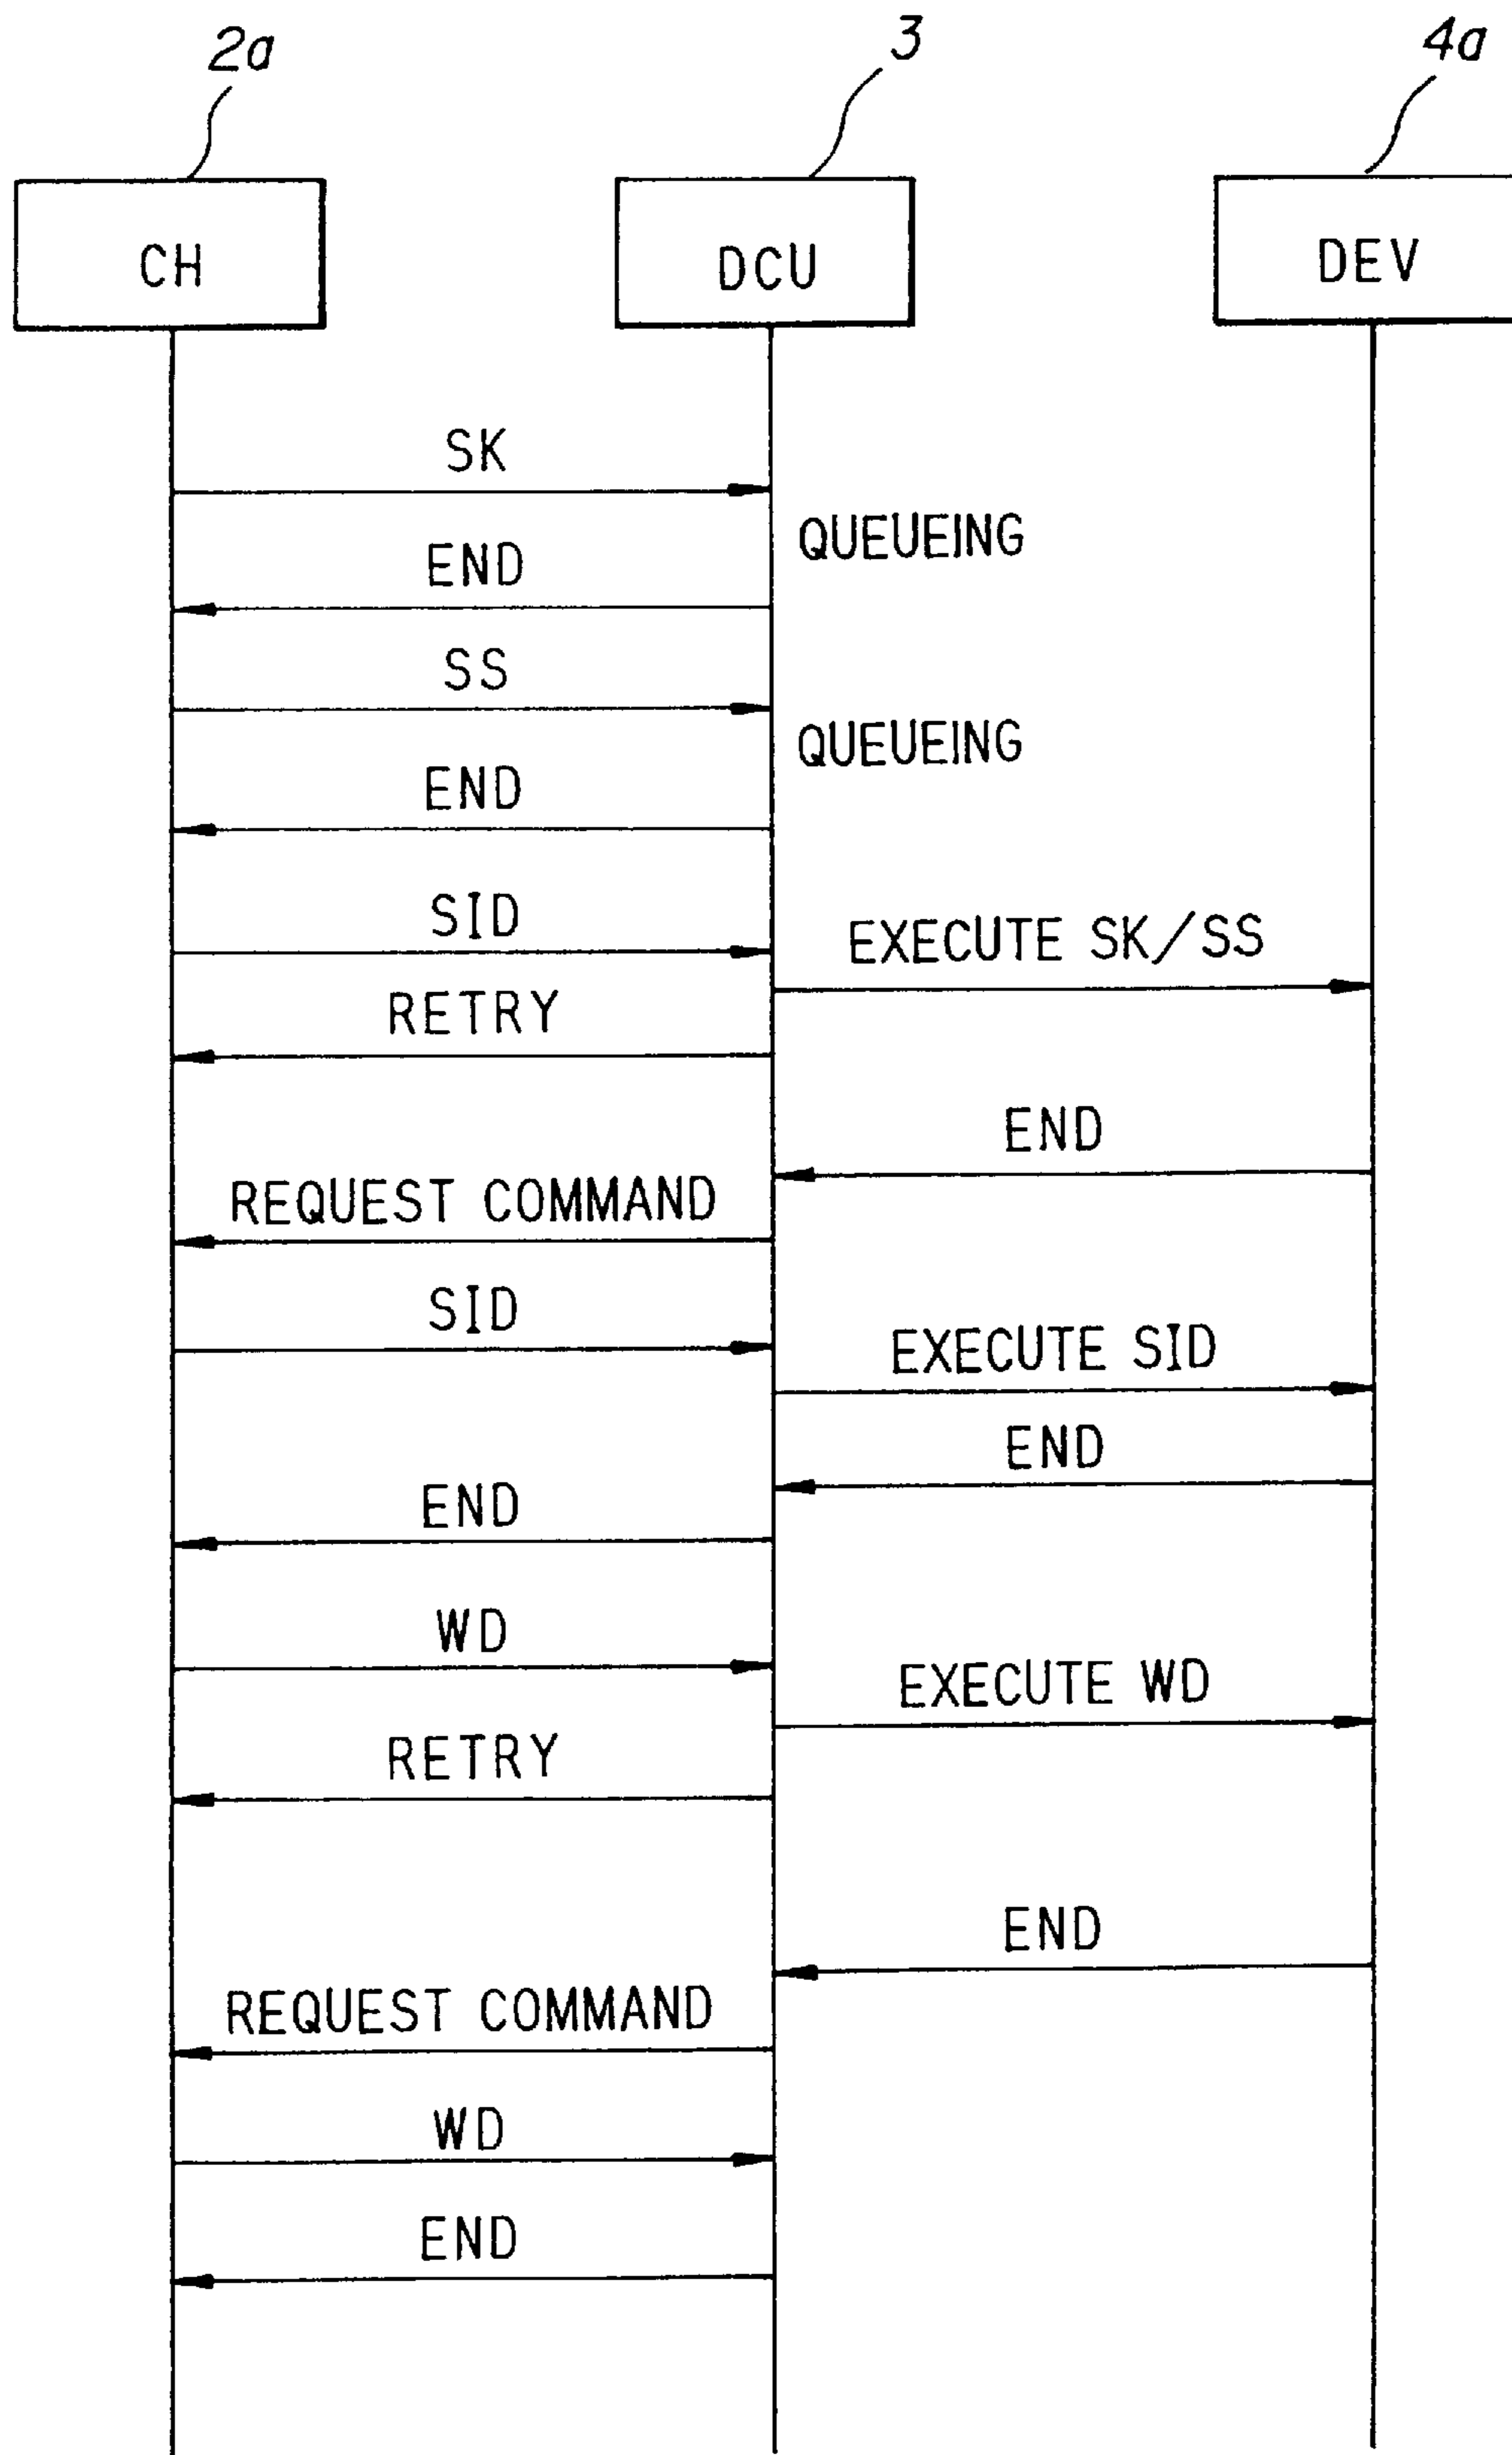 2a
3
4a
CH
DCU
DEV
SK
QUEUEING
END
SS
QUEUEING
END
SID
EXECUTE SK/SS
RETRY
END
REQUEST COMMAND
SID
EXECUTE SID
END
END
WD
EXECUTE WD
RETRY
END
REQUEST COMMAND
WD
END